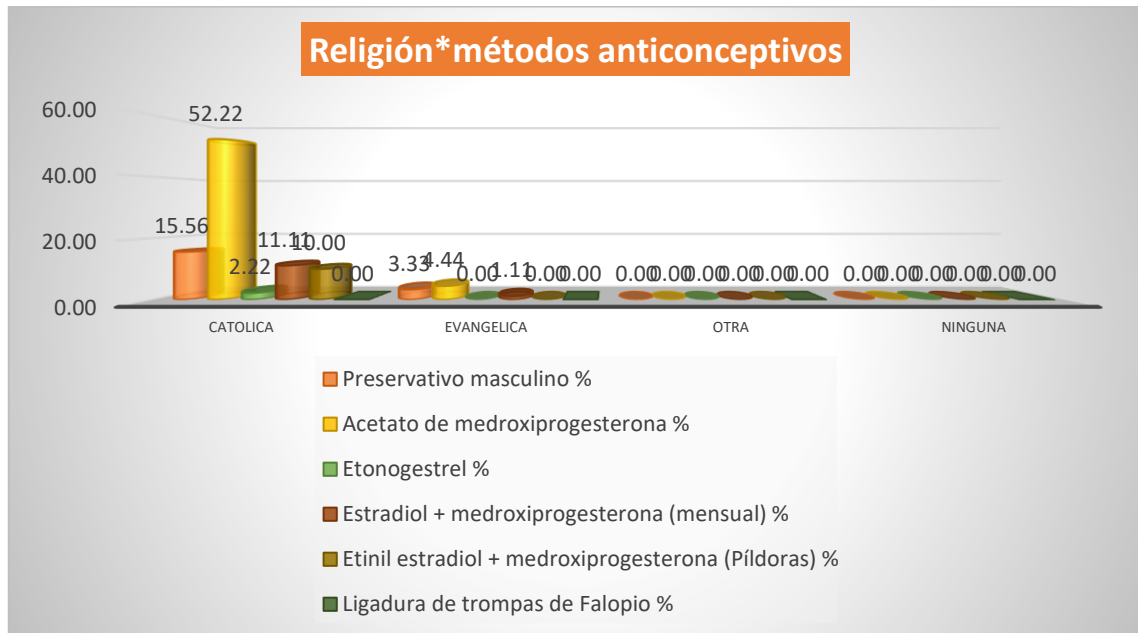 Religión*métodos anticonceptivos
60.00
40.00
20.00
0.00
15.56
52.22
2.22
11.11
10.00
0.00
3.33
4.44
0.00
1.11
0.00
0.00
0.00
0.00
0.00
0.00
0.00
0.00
0.00
0.00
0.00
0.00
0.00
0.00
CATOLICA
EVANGELICA
OTRA
NINGUNA
Preservativo masculino %
Acetato de medroxiprogesterona %
Etonogestrel %
Estradiol + medroxiprogesterona (mensual) %
Etinil estradiol + medroxiprogesterona (Píldoras) %
Ligadura de trompas de Falopio %